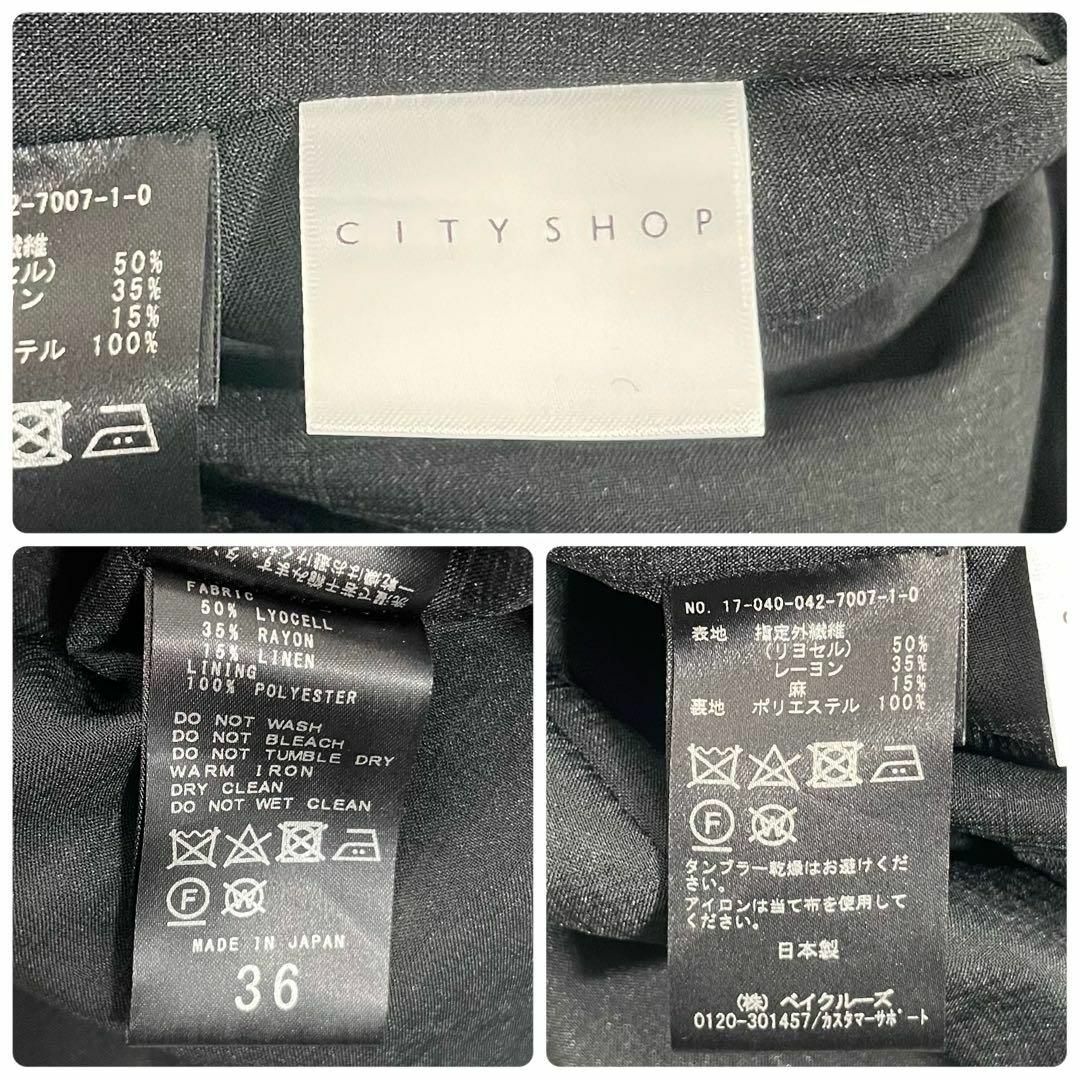 2-7007-1-0
繊維
セル) 50%
ン 35%
15%
テル 100%
CITYSHOP
FABRIC
50% LYOCELL
35% RAYON
15% LINEN
LINING
100% POLYESTER
DO NOT WASH
DO NOT BLEACH
DO NOT TUMBLE DRY
WARM IRON
DRY CLEAN
DO NOT WET CLEAN
F W
MADE IN JAPAN
36
NO. 17-040-042-7007-1-0
表地 指定外繊維
(リヨセル) 50%
レーヨン 35%
麻 15%
裏地 ポリエステル 100%
F W
タンブラー乾燥はお避けくだ
さい。
アイロンは当て布を使用して
ください。
日本製
(株) ベイクルーズ
0120-301457/カスタマーサポート